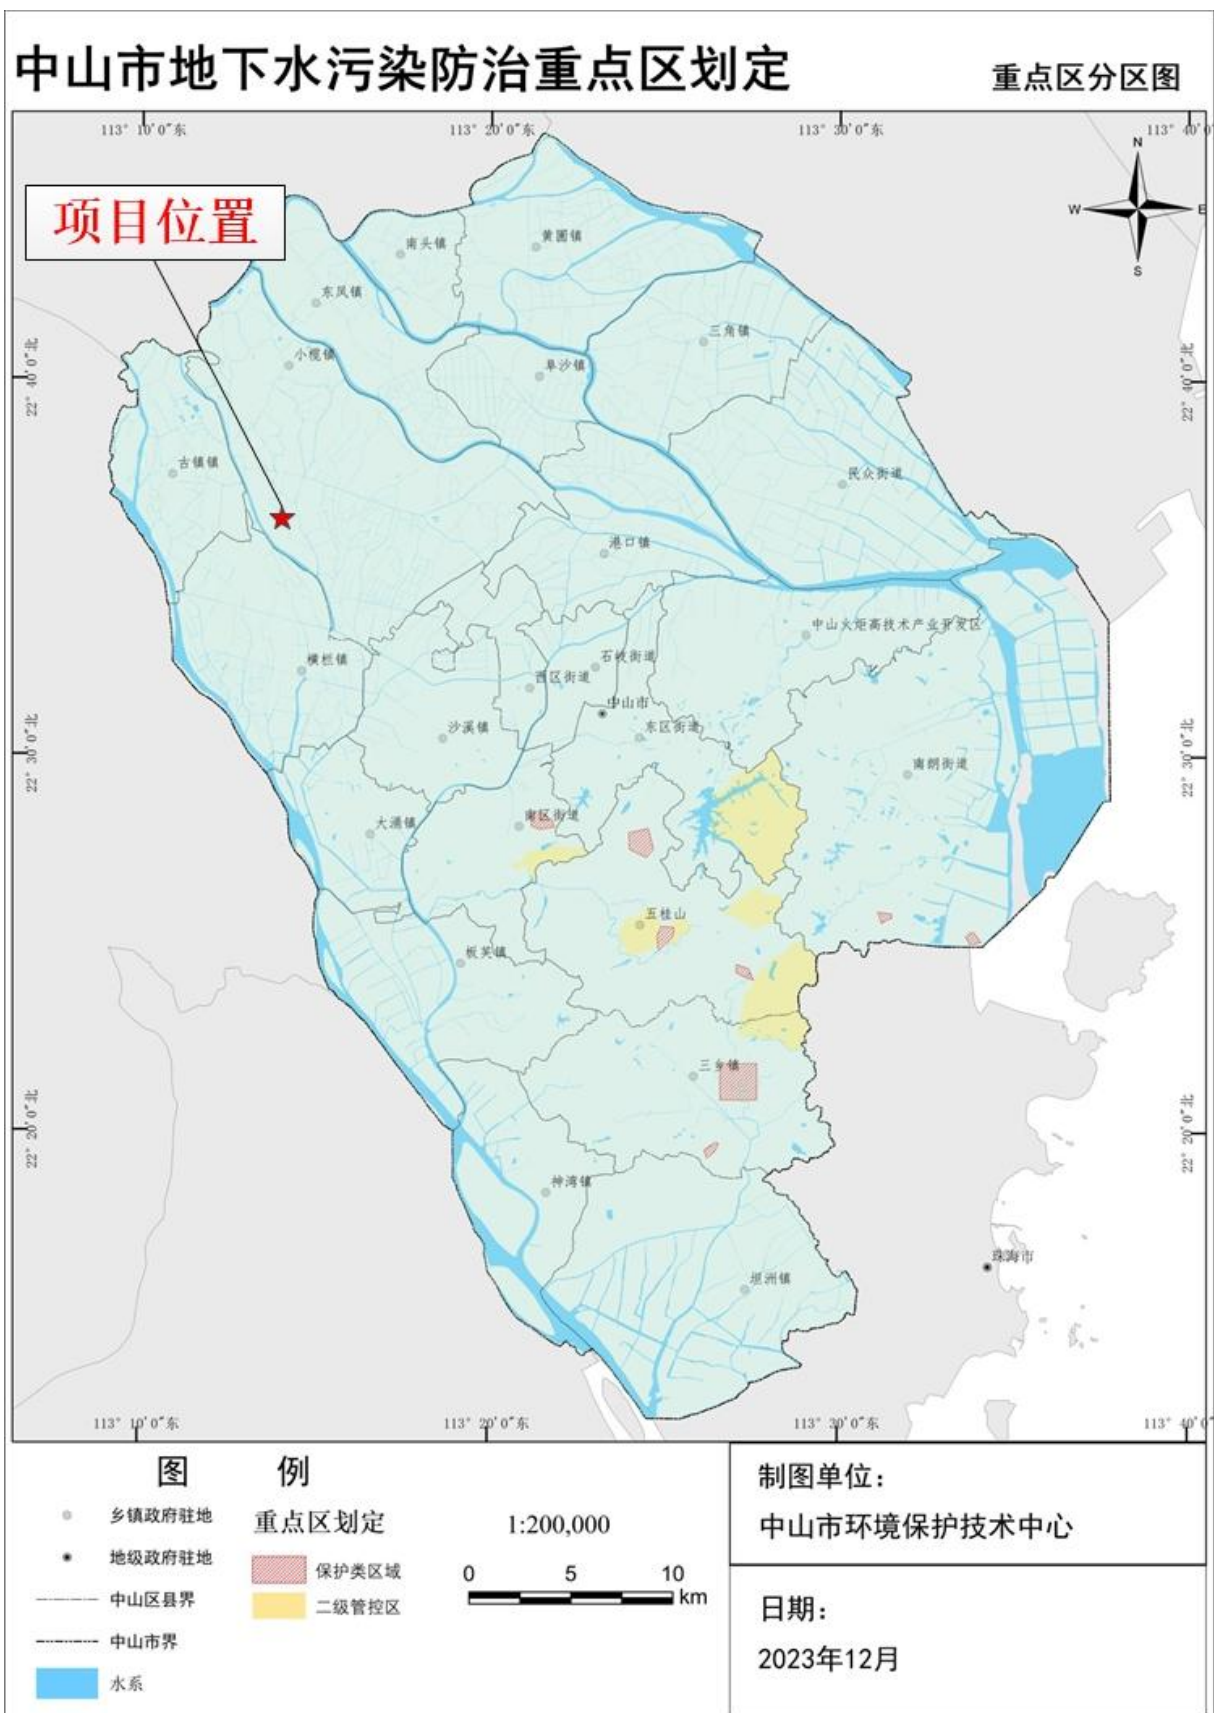 中山市地下水污染防治重点区划定
重点区分区图
113° 10′0″东
113° 20′0″东
113° 30′0″东
113° 40′0
N
W
E
S
项目位置
南头镇
黄圃镇
东凤镇
三角镇
小榄镇
阜沙镇
22° 40′0″北
22° 40′0″北
古镇镇
民众街道
港口镇
中山火炬高技术产业开发区
横栏镇
石岐街道
西区街道
中山市
沙溪镇
东区街道
22° 30′0″北
22° 30′0″北
南朗街道
大涌镇
南区街道
五桂山
板芙镇
三乡镇
22° 20′0″北
22° 20′0″北
神湾镇
珠海市
坦洲镇
113° 10′0″东
113° 20′0″东
113° 30′0″东
113° 40′0
图 例
乡镇政府驻地
地级政府驻地
中山区县界
中山市界
水系
重点区划定
保护类区域
二级管控区
1:200,000
0 5 10
km
制图单位：
中山市环境保护技术中心
日期：
2023年12月